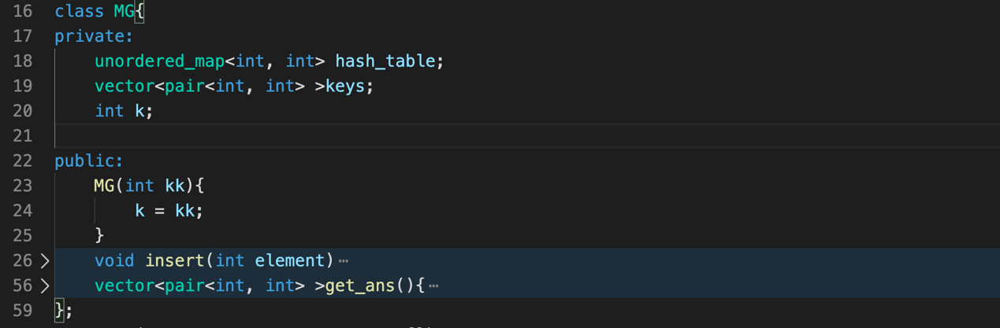 16 class MG{
17 private:
18 unordered_map<int, int> hash_table;
19 vector<pair<int, int> >keys;
20 int k;
21
22 public:
23 MG(int kk){
24 k = kk;
25 }
26 void insert(int element)…
56 vector<pair<int, int> >get_ans(){…
59 };